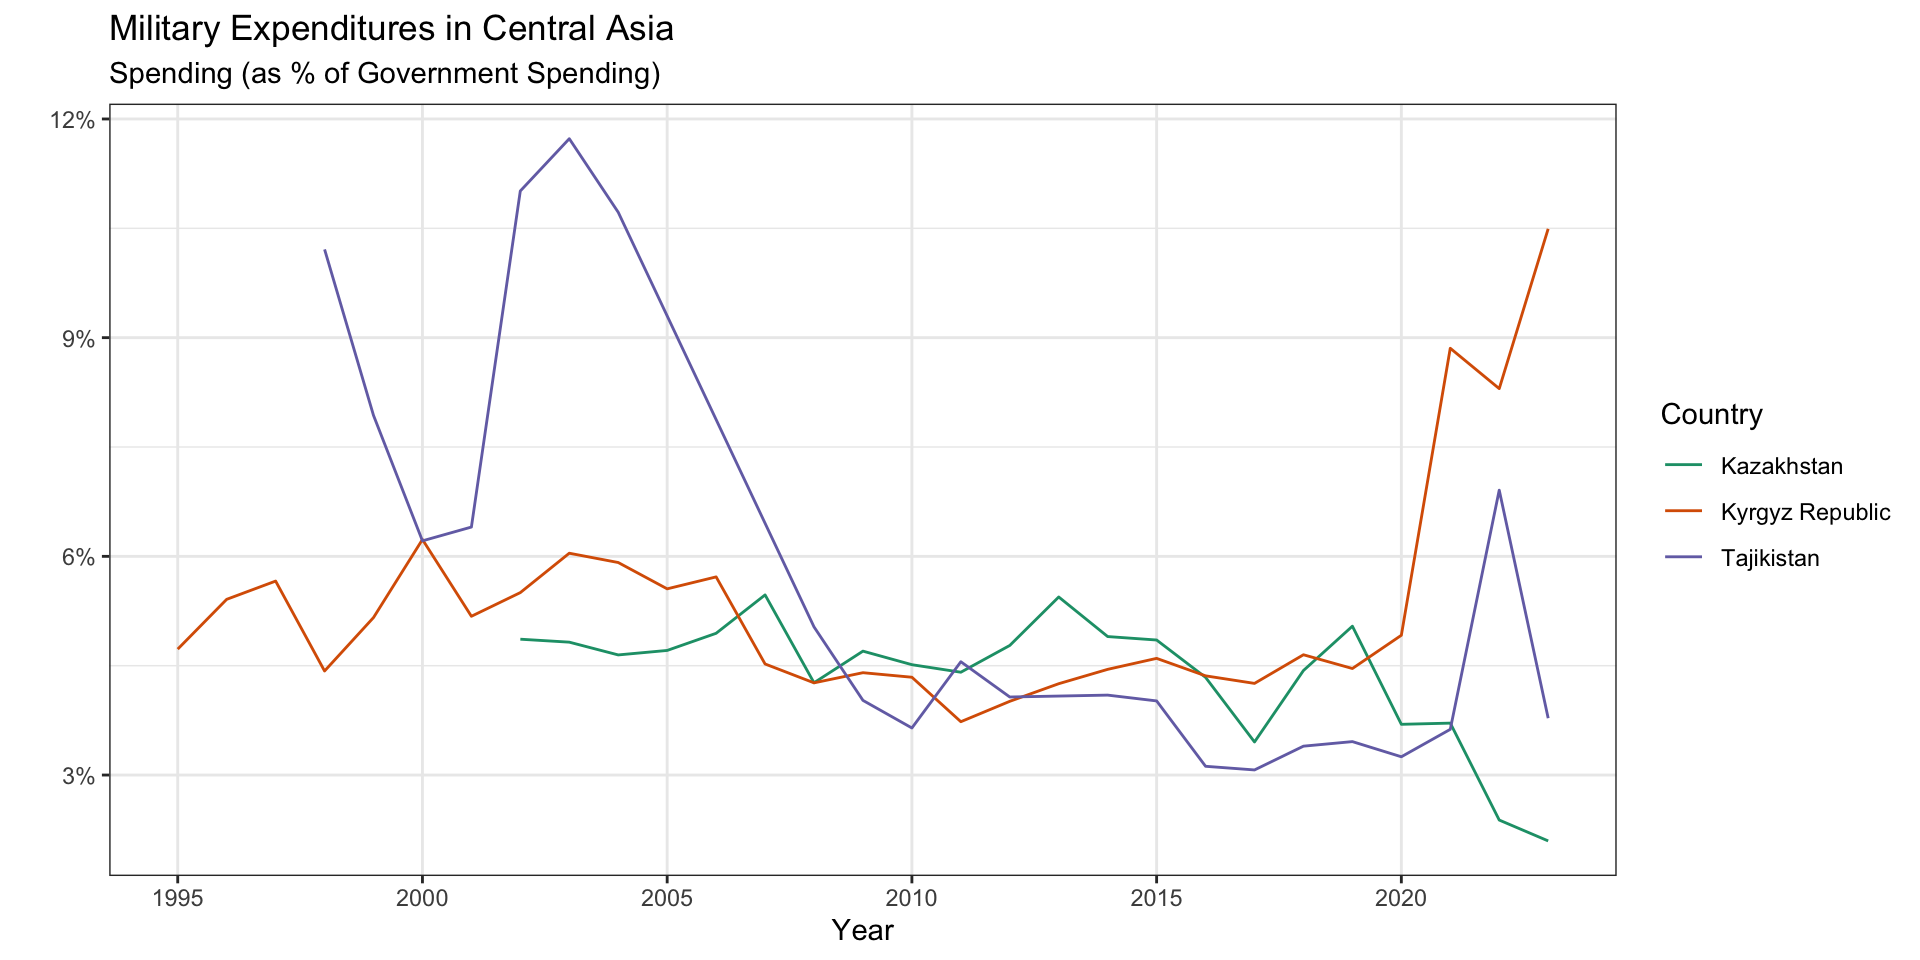 Military Expenditures in Central Asia
Spending (as % of Government Spending)
12%
9%
6%
3%
1995 2000 2005 2010 2015 2020
Year
Country
Kazakhstan
Kyrgyz Republic
Tajikistan